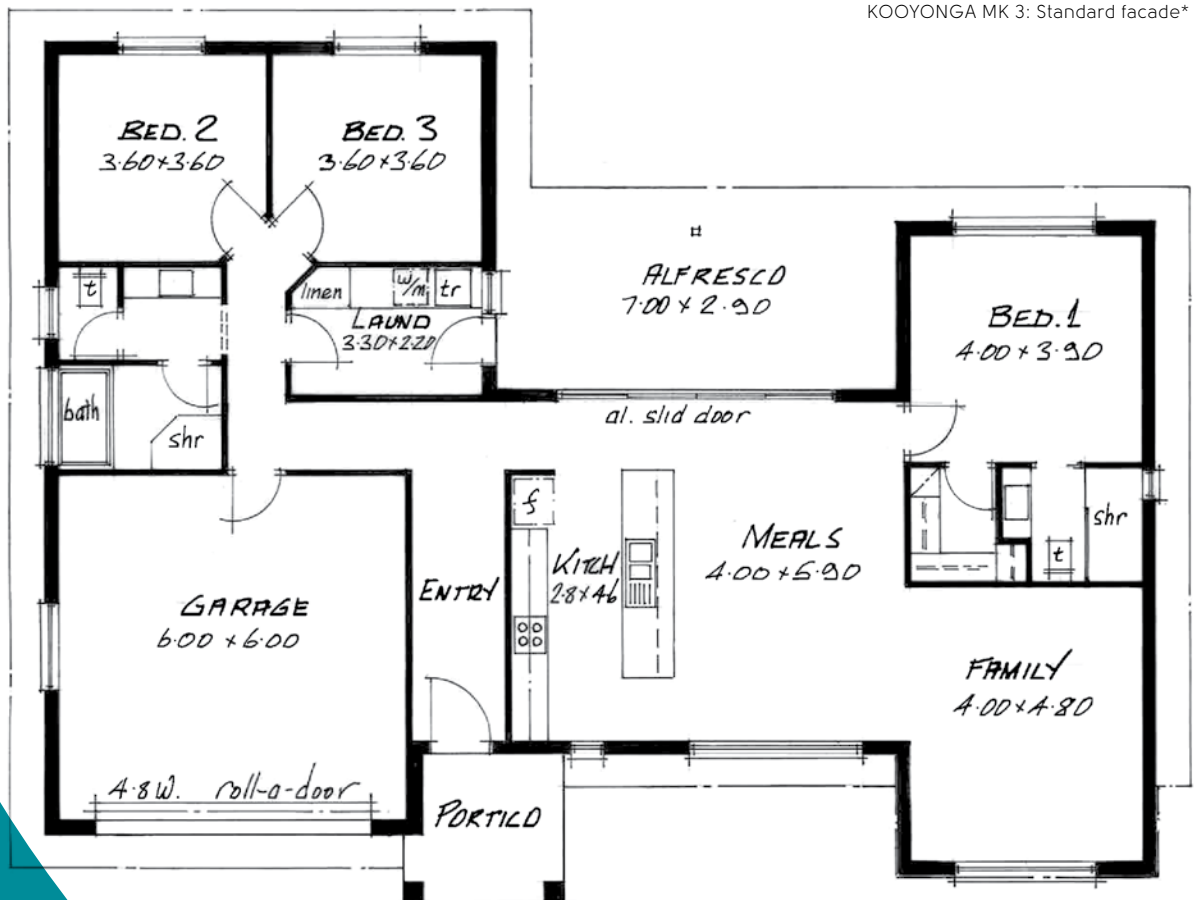 KOOYONGA MK 3: Standard facade*
BED. 2
3·60×3·60
BED. 3
3·60×3·60
ALFRESCO
7·00 × 2·90
BED. 1
4·00 × 3·90
t
linen
w/m
tr
LAUND
3·30×2·20
bath
shr
al. slid door
f
KITCH
2·8×4·6
MEALS
4·00×5·90
shr
t
ENTRY
GARAGE
6·00 × 6·00
FAMILY
4·00×4·80
4·8W. roll-a-door
PORTICO